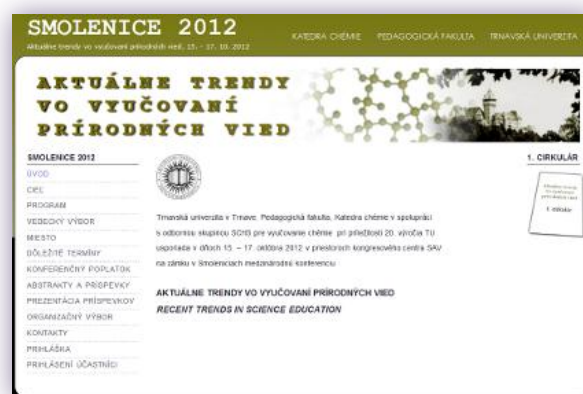 SMOLENICE 2012
Aktuálne trendy vo vyučovaní prírodných vied, 15. - 17. 10. 2012
KATEDRA CHÉMIE PEDAGOGICKÁ FAKULTA TRNAVSKÁ UNIVERZITA
AKTUÁLNE TRENDY
VO VYUČOVANÍ
PRÍRODNÝCH VIED
SMOLENICE 2012
ÚVOD
CIEĽ
PROGRAM
VEDECKÝ VÝBOR
MIESTO
DÔLEŽITÉ TERMÍNY
KONFERENČNÝ POPLATOK
ABSTRAKTY A PRÍSPEVKY
PREZENTÁCIA PRÍSPEVKOV
ORGANIZAČNÝ VÝBOR
KONTAKTY
PRIHLÁŠKA
PRIHLÁSENÍ ÚČASTNÍCI
Trnavská univerzita v Trnave, Pedagogická fakulta, Katedra chémie v spolupráci
s odbornou skupinou SCHS pre vyučovanie chémie pri príležitosti 20. výročia TU
usporiada v dňoch 15. – 17. októbra 2012 v priestoroch kongresového centra SAV
na zámku v Smoleniciach medzinárodnú konferenciu
AKTUÁLNE TRENDY VO VYUČOVANÍ PRÍRODNÝCH VIED
RECENT TRENDS IN SCIENCE EDUCATION
1. CIRKULÁR